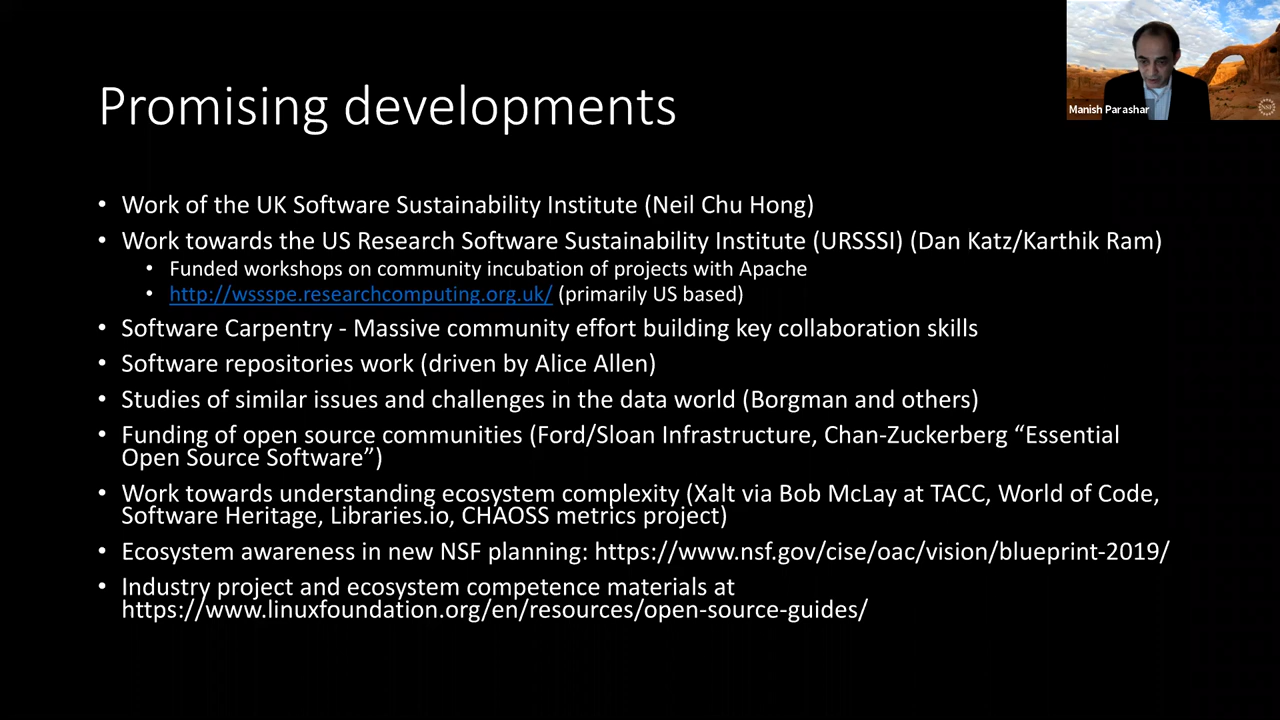 Promising developments
Manish Parashar
• Work of the UK Software Sustainability Institute (Neil Chu Hong)
• Work towards the US Research Software Sustainability Institute (URSSSI) (Dan Katz/Karthik Ram)
• Funded workshops on community incubation of projects with Apache
• http://wssspe.researchcomputing.org.uk/ (primarily US based)
• Software Carpentry - Massive community effort building key collaboration skills
• Software repositories work (driven by Alice Allen)
• Studies of similar issues and challenges in the data world (Borgman and others)
• Funding of open source communities (Ford/Sloan Infrastructure, Chan-Zuckerberg “Essential
Open Source Software”)
• Work towards understanding ecosystem complexity (Xalt via Bob McLay at TACC, World of Code,
Software Heritage, Libraries.io, CHAOSS metrics project)
• Ecosystem awareness in new NSF planning: https://www.nsf.gov/cise/oac/vision/blueprint-2019/
• Industry project and ecosystem competence materials at
https://www.linuxfoundation.org/en/resources/open-source-guides/